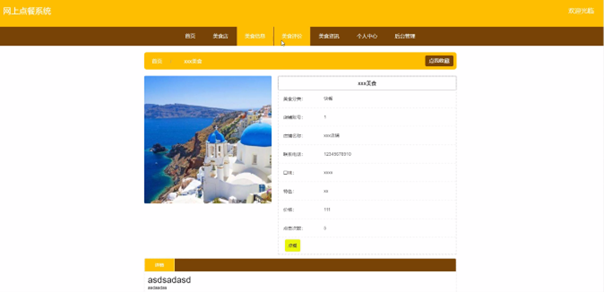 网上点餐系统
欢迎光临
首页 美食店 美食信息 美食评价 美食资讯 个人中心 后台管理
首页 xxx美食 点我收藏
xxx美食
美食分类：
店铺账号： 1
店铺名称： xxx店铺
联系电话： 12345678910
口味： xxxx
特色： xx
价格： 111
点击次数： 3
点餐
详情
asdsadasd